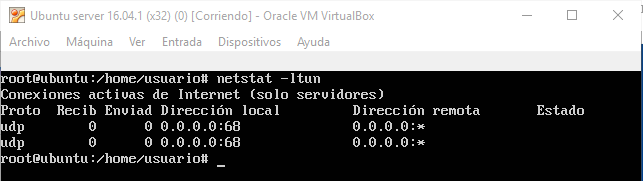 Ubuntu server 16.04.1 (x32) (0) [Corriendo] - Oracle VM VirtualBox
Archivo Máquina Ver Entrada Dispositivos Ayuda
root@ubuntu:/home/usuario# netstat -ltun
Conexiones activas de Internet (solo servidores)
Proto Recib Enviad Dirección local Dirección remota Estado
udp 0 0 0.0.0.0:68 0.0.0.0:*
udp 0 0 0.0.0.0:68 0.0.0.0:*
root@ubuntu:/home/usuario# _